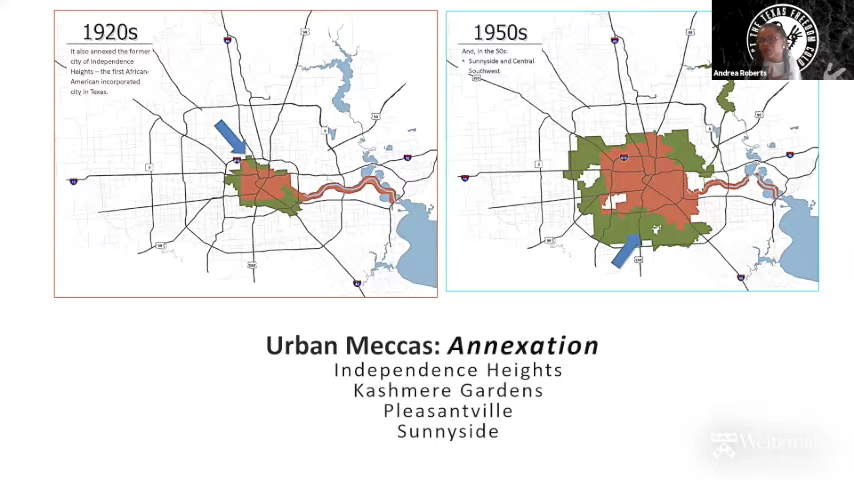 1920s
It also annexed the former
city of Independence
Heights – the first African-
American incorporated
city in Texas.
1950s
And, in the 50s:
• Sunnyside and Central
Southwest
Andrea Roberts
Urban Meccas: Annexation
Independence Heights
Kashmere Gardens
Pleasantville
Sunnyside